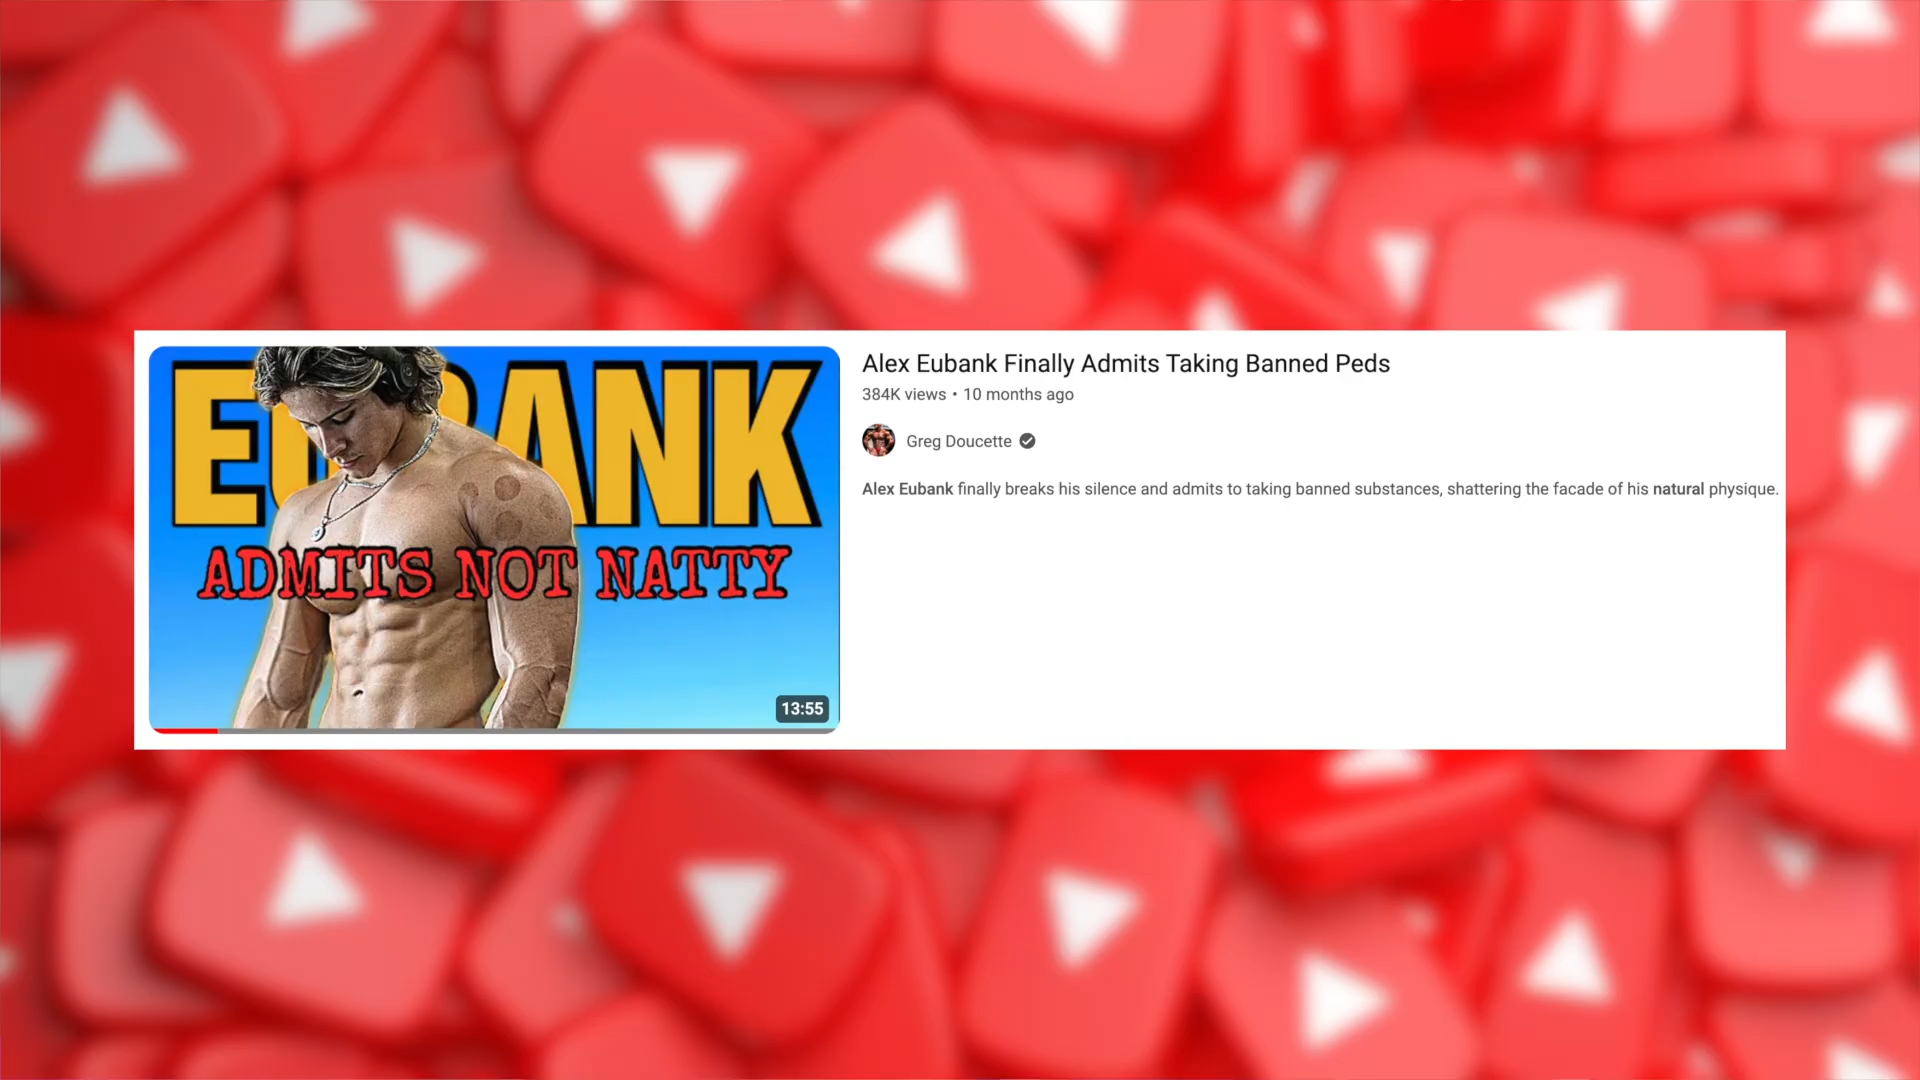 EUBANK
ADMITS NOT NATTY
13:55
Alex Eubank Finally Admits Taking Banned Peds
384K views • 10 months ago
Greg Doucette
Alex Eubank finally breaks his silence and admits to taking banned substances, shattering the facade of his natural physique.